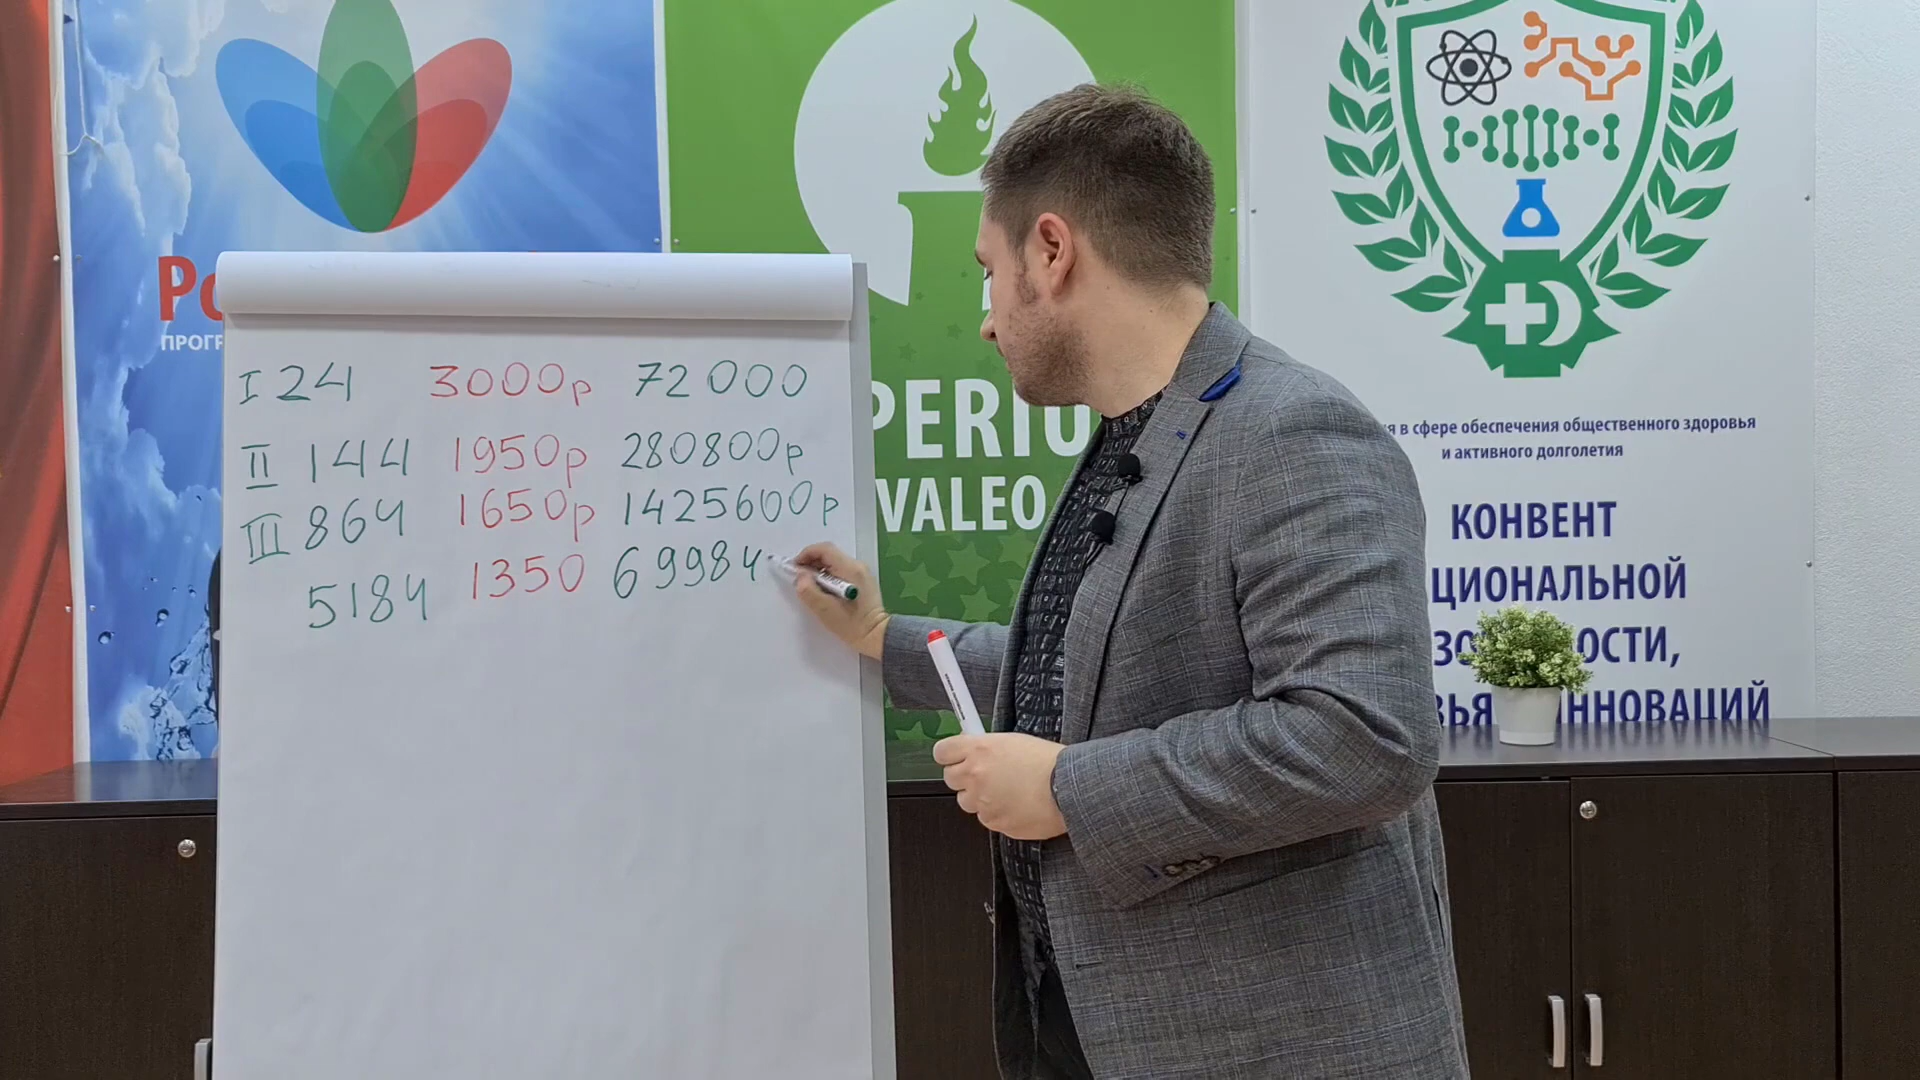 ПРОГР
I 24 3000р 72000
II 144 1950р 280800р
III 864 1650р 1425600р
5184 1350 69984
PERIO
VALEO
в сфере обеспечения общественного здоровья
и активного долголетия
КОНВЕНТ
ЦИОНАЛЬНОЙ
ОСТИ,
ИННОВАЦИЙ